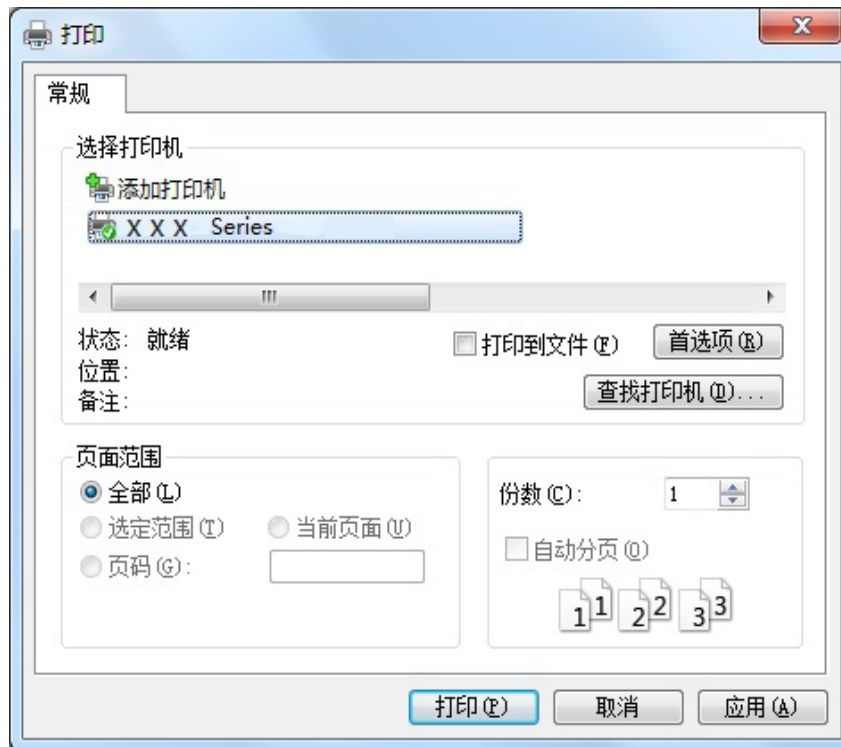 打印
常规
选择打印机
添加打印机
X X X Series
状态: 就绪
打印到文件(F)
首选项(R)
位置:
查找打印机(D)...
备注:
页面范围
全部(L)
选定范围(T) 当前页面(U)
页码(G):
份数(C): 1
自动分页(O)
1 1 2 2 3 3
打印(P) 取消 应用(A)